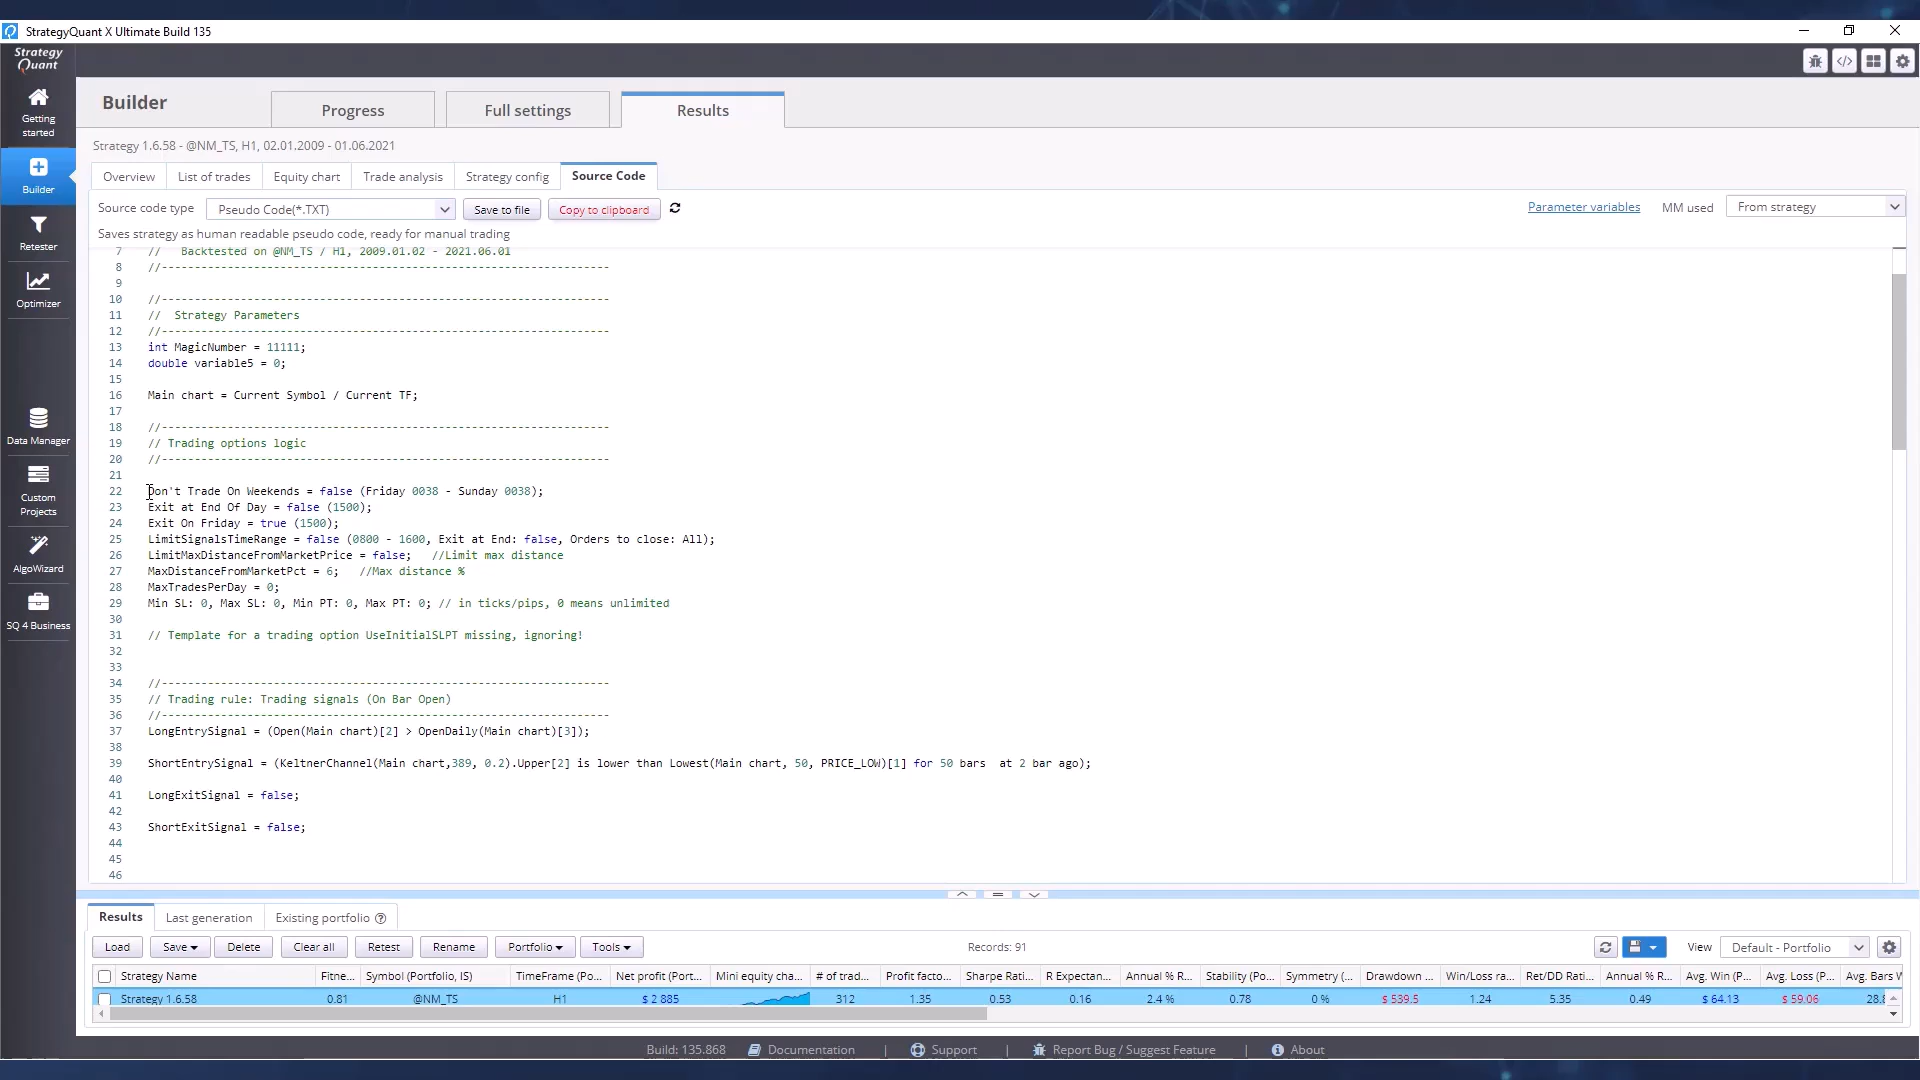 StrategyQuant X Ultimate Build 135
Strategy
Quant
Getting
started
Builder
Retester
Optimizer
Data Manager
Custom
Projects
AlgoWizard
SQ 4 Business
Builder
Progress
Full settings
Results
Strategy 1.6.58 - @NM_TS, H1, 02.01.2009 - 01.06.2021
Overview
List of trades
Equity chart
Trade analysis
Strategy config
Source Code
Source code type
Pseudo Code(*.TXT)
Save to file
Copy to clipboard
Parameter variables
MM used
From strategy
Saves strategy as human readable pseudo code, ready for manual trading
7 //   Backtested on @NM_TS / H1, 2009.01.02 - 2021.06.01
8 //--------------------------------------------------------------------
9
10 //--------------------------------------------------------------------
11 //  Strategy Parameters
12 //--------------------------------------------------------------------
13 int MagicNumber = 11111;
14 double variable5 = 0;
15
16 Main chart = Current Symbol / Current TF;
17
18 //--------------------------------------------------------------------
19 // Trading options logic
20 //--------------------------------------------------------------------
21
22 Don't Trade On Weekends = false (Friday 0038 - Sunday 0038);
23 Exit at End Of Day = false (1500);
24 Exit On Friday = true (1500);
25 LimitSignalsTimeRange = false (0800 - 1600, Exit at End: false, Orders to close: All);
26 LimitMaxDistanceFromMarketPrice = false;   //Limit max distance
27 MaxDistanceFromMarketPct = 6;   //Max distance %
28 MaxTradesPerDay = 0;
29 Min SL: 0, Max SL: 0, Min PT: 0, Max PT: 0; // in ticks/pips, 0 means unlimited
30
31 // Template for a trading option UseInitialSLPT missing, ignoring!
32
33
34 //--------------------------------------------------------------------
35 // Trading rule: Trading signals (On Bar Open)
36 //--------------------------------------------------------------------
37 LongEntrySignal = (Open(Main chart)[2] > OpenDaily(Main chart)[3]);
38
39 ShortEntrySignal = (KeltnerChannel(Main chart,389, 0.2).Upper[2] is lower than Lowest(Main chart, 50, PRICE_LOW)[1] for 50 bars  at 2 bar ago);
40
41 LongExitSignal = false;
42
43 ShortExitSignal = false;
44
45
46
Results
Last generation
Existing portfolio
Load
Save
Delete
Clear all
Retest
Rename
Portfolio
Tools
Records: 91
View
Default - Portfolio
Strategy Name Fitne... Symbol (Portfolio, IS) TimeFrame (Po... Net profit (Port... Mini equity cha... # of trad... Profit facto... Sharpe Rati... R Expectan... Annual % R... Stability (Po... Symmetry (... Drawdown ... Win/Loss ra... Ret/DD Rati... Annual % R... Avg. Win (P... Avg. Loss (P... Avg. Bars W
Strategy 1.6.58 0.81 @NM_TS H1 $ 2 885 312 1.35 0.53 0.16 2.4 % 0.78 0 % $ 539.5 1.24 5.35 0.49 $ 64.13 $ 59.06
Build: 135.868
Documentation
|
Support
|
Report Bug / Suggest Feature
|
About